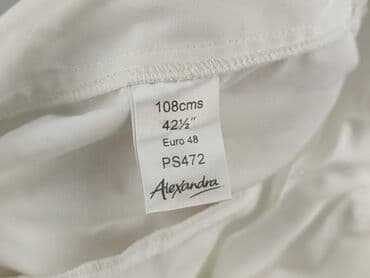 108cms
42½"
Euro 48
PS472
Alexandra